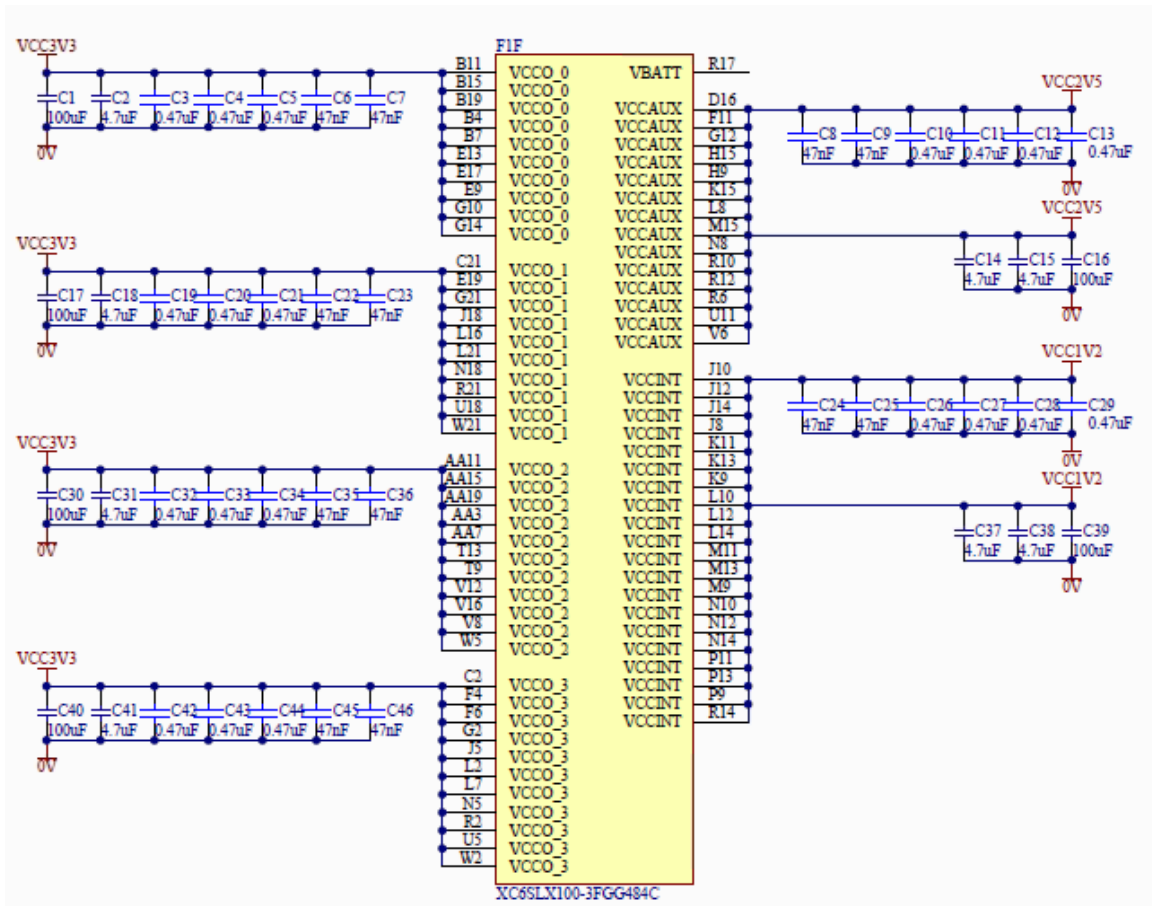 F1F
VCC3V3
C1 C2 C3 C4 C5 C6 C7
100uF 4.7uF 0.47uF 0.47uF 0.47uF 47nF 47nF
0V
B11 VCCO_0
B15 VCCO_0
B19 VCCO_0
B4 VCCO_0
B7 VCCO_0
E13 VCCO_0
E17 VCCO_0
E9 VCCO_0
G10 VCCO_0
G14 VCCO_0
VCC3V3
C17 C18 C19 C20 C21 C22 C23
100uF 4.7uF 0.47uF 0.47uF 0.47uF 47nF 47nF
0V
C21 VCCO_1
E19 VCCO_1
G21 VCCO_1
J18 VCCO_1
L16 VCCO_1
L21 VCCO_1
N18 VCCO_1
R21 VCCO_1
U18 VCCO_1
W21 VCCO_1
VCC3V3
C30 C31 C32 C33 C34 C35 C36
100uF 4.7uF 0.47uF 0.47uF 0.47uF 47nF 47nF
0V
AA11 VCCO_2
AA15 VCCO_2
AA19 VCCO_2
AA3 VCCO_2
AA7 VCCO_2
T13 VCCO_2
T9 VCCO_2
V12 VCCO_2
V16 VCCO_2
V8 VCCO_2
W5 VCCO_2
VCC3V3
C40 C41 C42 C43 C44 C45 C46
100uF 4.7uF 0.47uF 0.47uF 0.47uF 47nF 47nF
0V
C2 VCCO_3
F4 VCCO_3
F6 VCCO_3
G2 VCCO_3
J5 VCCO_3
L2 VCCO_3
L7 VCCO_3
N5 VCCO_3
R2 VCCO_3
U5 VCCO_3
W2 VCCO_3
VBATT R17
VCCAUX D16
VCCAUX F11
VCCAUX G12
VCCAUX H15
VCCAUX H9
VCCAUX K15
VCCAUX L8
VCCAUX M15
VCCAUX N8
VCCAUX R10
VCCAUX R12
VCCAUX R6
VCCAUX U11
VCCAUX V6
VCC2V5
C8 C9 C10 C11 C12 C13
47nF 47nF 0.47uF 0.47uF 0.47uF 0.47uF
0V
VCC2V5
C14 C15 C16
4.7uF 4.7uF 100uF
0V
VCCINT J10
VCCINT J12
VCCINT J14
VCCINT J8
VCCINT K11
VCCINT K13
VCCINT K9
VCCINT L10
VCCINT L12
VCCINT L14
VCCINT M11
VCCINT M13
VCCINT M9
VCCINT N10
VCCINT N12
VCCINT N14
VCCINT P11
VCCINT P13
VCCINT P9
VCCINT R14
VCC1V2
C24 C25 C26 C27 C28 C29
47nF 47nF 0.47uF 0.47uF 0.47uF 0.47uF
0V
VCC1V2
C37 C38 C39
4.7uF 4.7uF 100uF
0V
XC6SLX100-3FGG484C